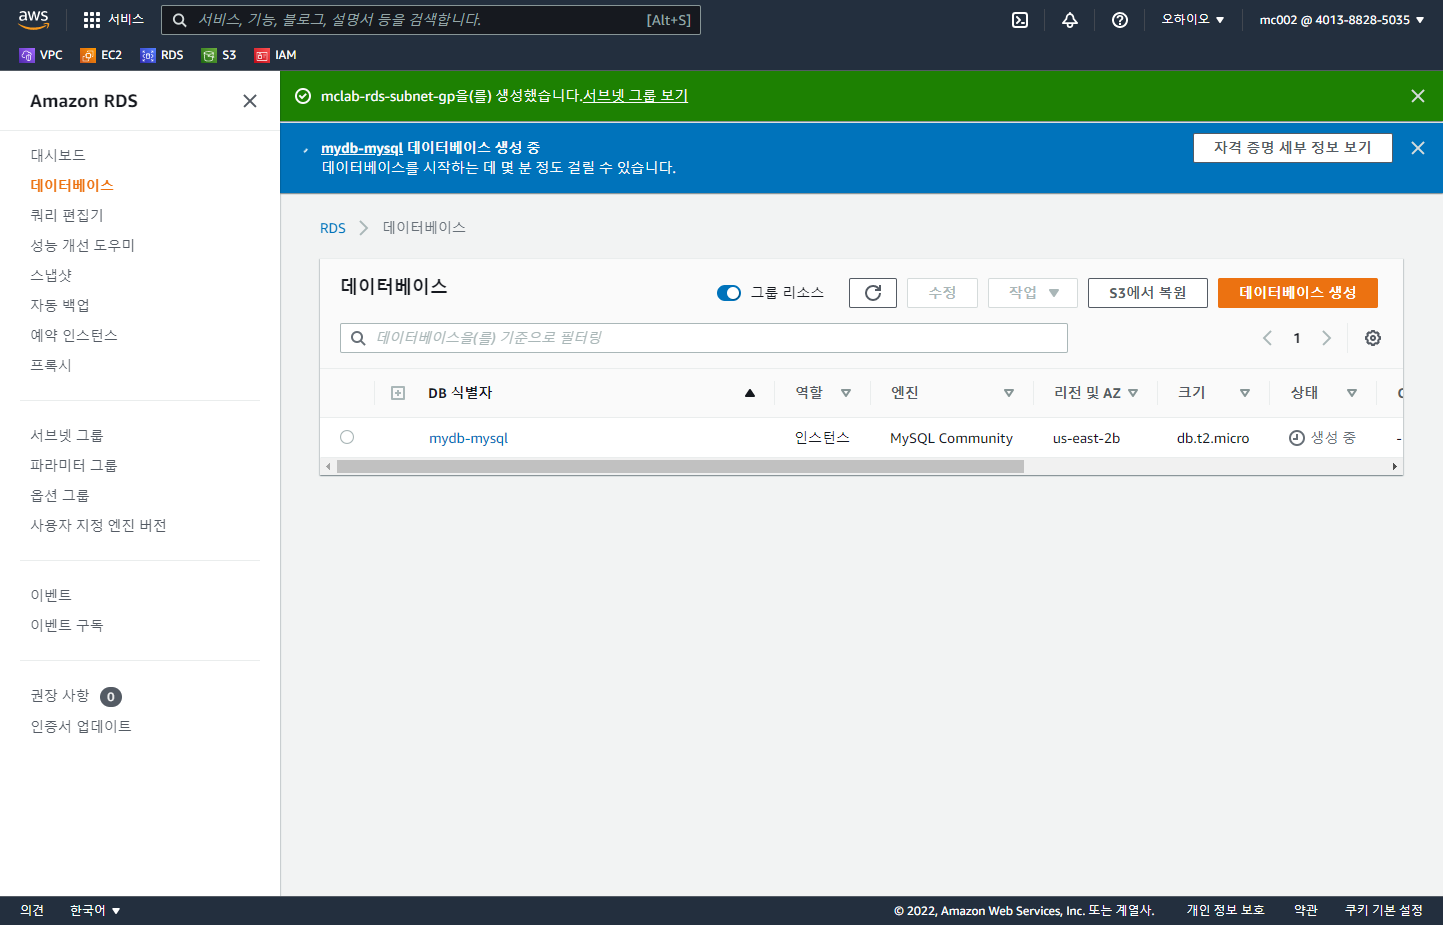 aws
서비스
서비스, 기능, 블로그, 설명서 등을 검색합니다.
[Alt+S]
오하이오
mc002 @ 4013-8828-5035
VPC
EC2
RDS
S3
IAM
Amazon RDS
대시보드
데이터베이스
쿼리 편집기
성능 개선 도우미
스냅샷
자동 백업
예약 인스턴스
프록시
서브넷 그룹
파라미터 그룹
옵션 그룹
사용자 지정 엔진 버전
이벤트
이벤트 구독
권장 사항 0
인증서 업데이트
mclab-rds-subnet-gp을(를) 생성했습니다.서브넷 그룹 보기
mydb-mysql 데이터베이스 생성 중
데이터베이스를 시작하는 데 몇 분 정도 걸릴 수 있습니다.
자격 증명 세부 정보 보기
RDS
데이터베이스
데이터베이스
그룹 리소스
수정
작업
S3에서 복원
데이터베이스 생성
데이터베이스을(를) 기준으로 필터링
1
DB 식별자
역할
엔진
리전 및 AZ
크기
상태
mydb-mysql
인스턴스
MySQL Community
us-east-2b
db.t2.micro
생성 중
-
의견
한국어
© 2022, Amazon Web Services, Inc. 또는 계열사.
개인 정보 보호
약관
쿠키 기본 설정